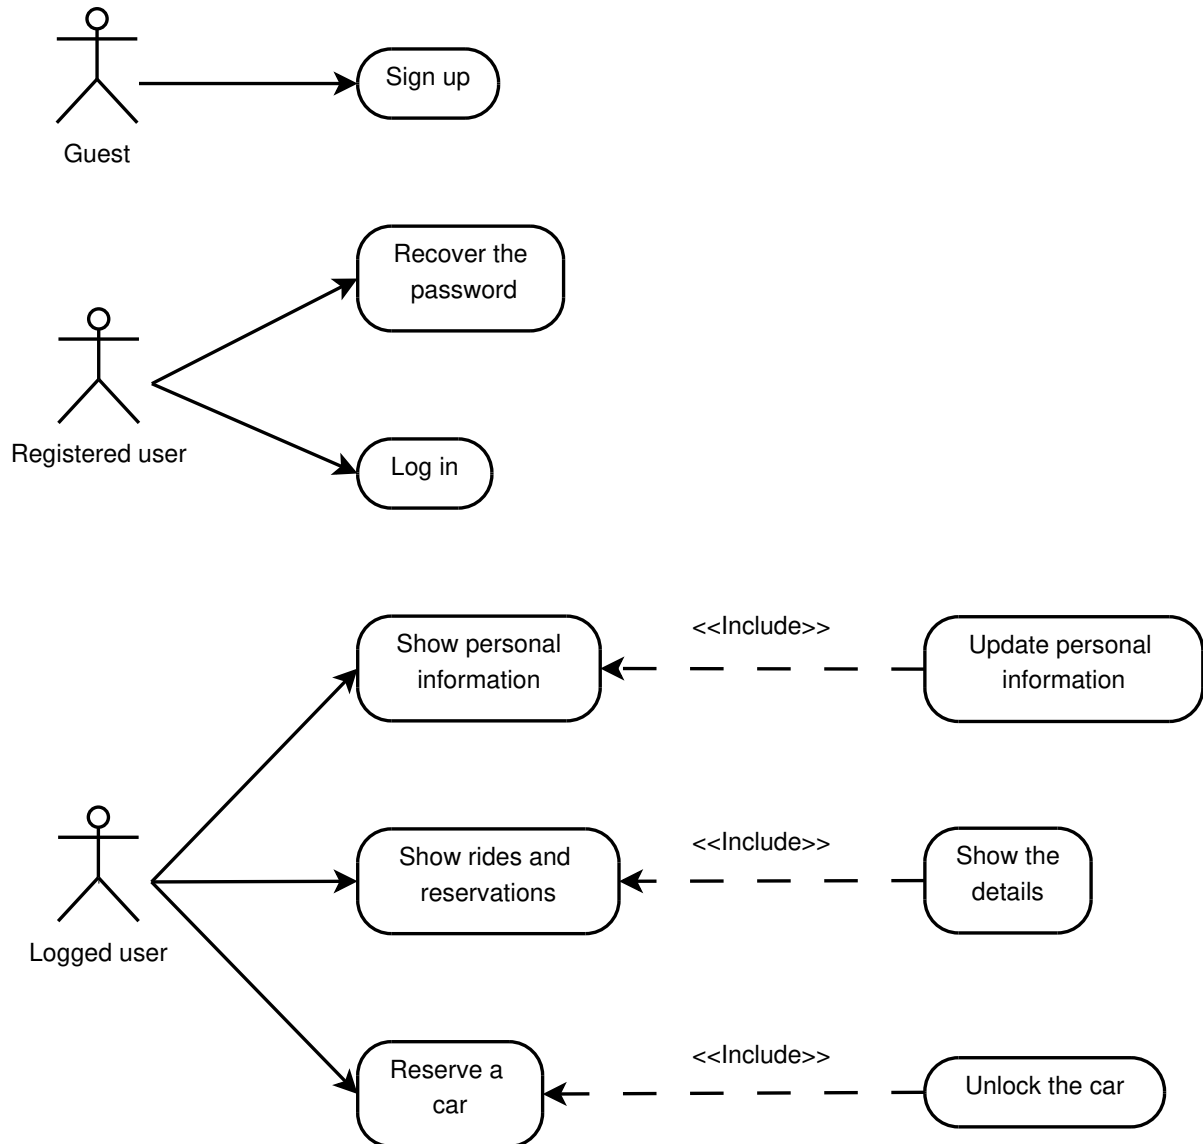 Sign up
Guest
Recover the
password
Registered user
Log in
Show personal
information
<<Include>>
Update personal
information
Show rides and
reservations
<<Include>>
Show the
details
Logged user
Reserve a
car
<<Include>>
Unlock the car